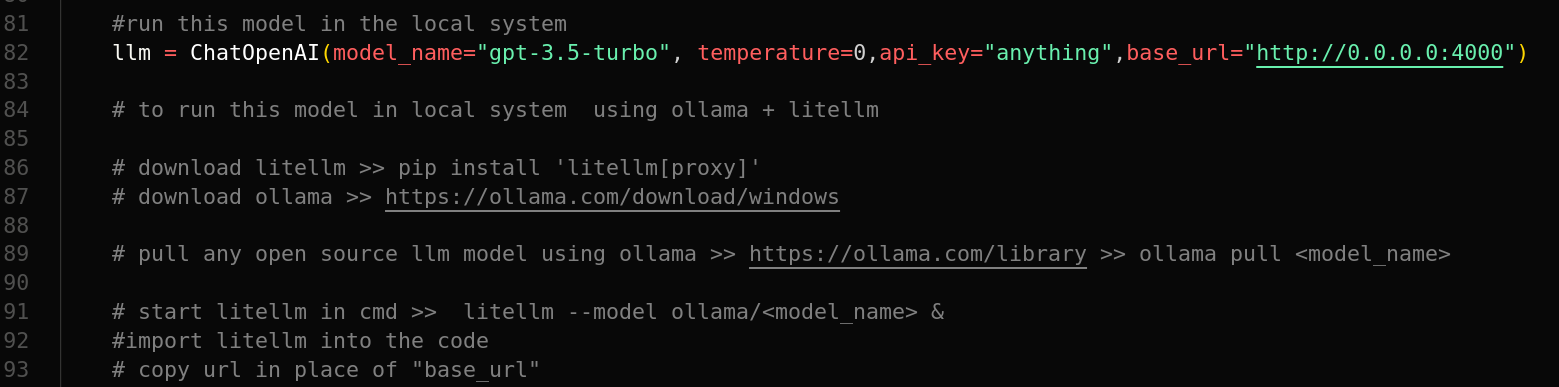 81 #run this model in the local system
82 llm = ChatOpenAI(model_name="gpt-3.5-turbo", temperature=0,api_key="anything",base_url="http://0.0.0.0:4000")
83
84 # to run this model in local system  using ollama + litellm
85
86 # download litellm >> pip install 'litellm[proxy]'
87 # download ollama >> https://ollama.com/download/windows
88
89 # pull any open source llm model using ollama >> https://ollama.com/library >> ollama pull <model_name>
90
91 # start litellm in cmd >>  litellm --model ollama/<model_name> &
92 #import litellm into the code
93 # copy url in place of "base_url"